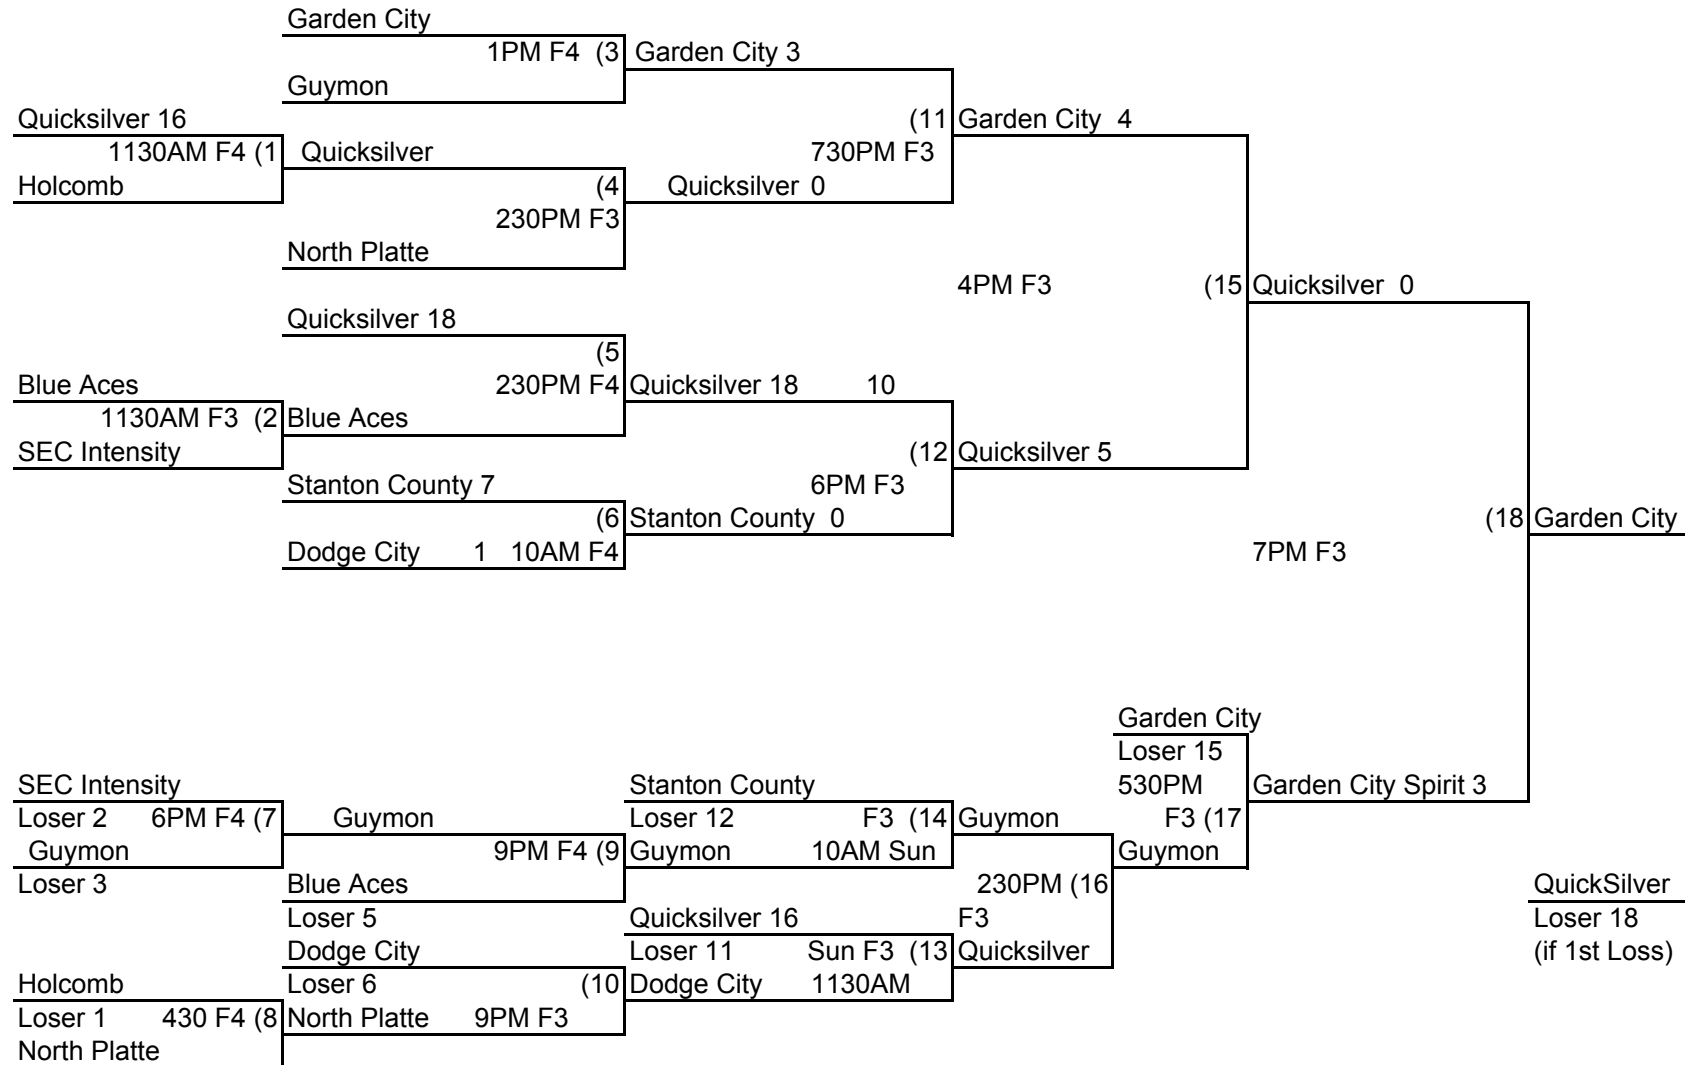 Garden City
1PM F4 (3 Garden City 3
Guymon
Quicksilver 16 (11 Garden City 4
1130AM F4 (1 Quicksilver 730PM F3
Holcomb (4 Quicksilver 0
230PM F3
North Platte
4PM F3 (15 Quicksilver 0
Quicksilver 18
(5
Blue Aces 230PM F4 Quicksilver 18 10
1130AM F3 (2 Blue Aces
SEC Intensity (12 Quicksilver 5
Stanton County 7 6PM F3
(6 Stanton County 0 (18 Garden City
Dodge City 1 10AM F4 7PM F3
Garden City
Loser 15
SEC Intensity Stanton County 530PM Garden City Spirit 3
Loser 2 6PM F4 (7 Guymon Loser 12 F3 (14 Guymon F3 (17
Guymon 9PM F4 (9 Guymon 10AM Sun Guymon
Loser 3 Blue Aces 230PM (16 QuickSilver
Loser 5 Quicksilver 16 F3 Loser 18
Dodge City Loser 11 Sun F3 (13 Quicksilver (if 1st Loss)
Holcomb Loser 6 (10 Dodge City 1130AM
Loser 1 430 F4 (8 North Platte 9PM F3
North Platte